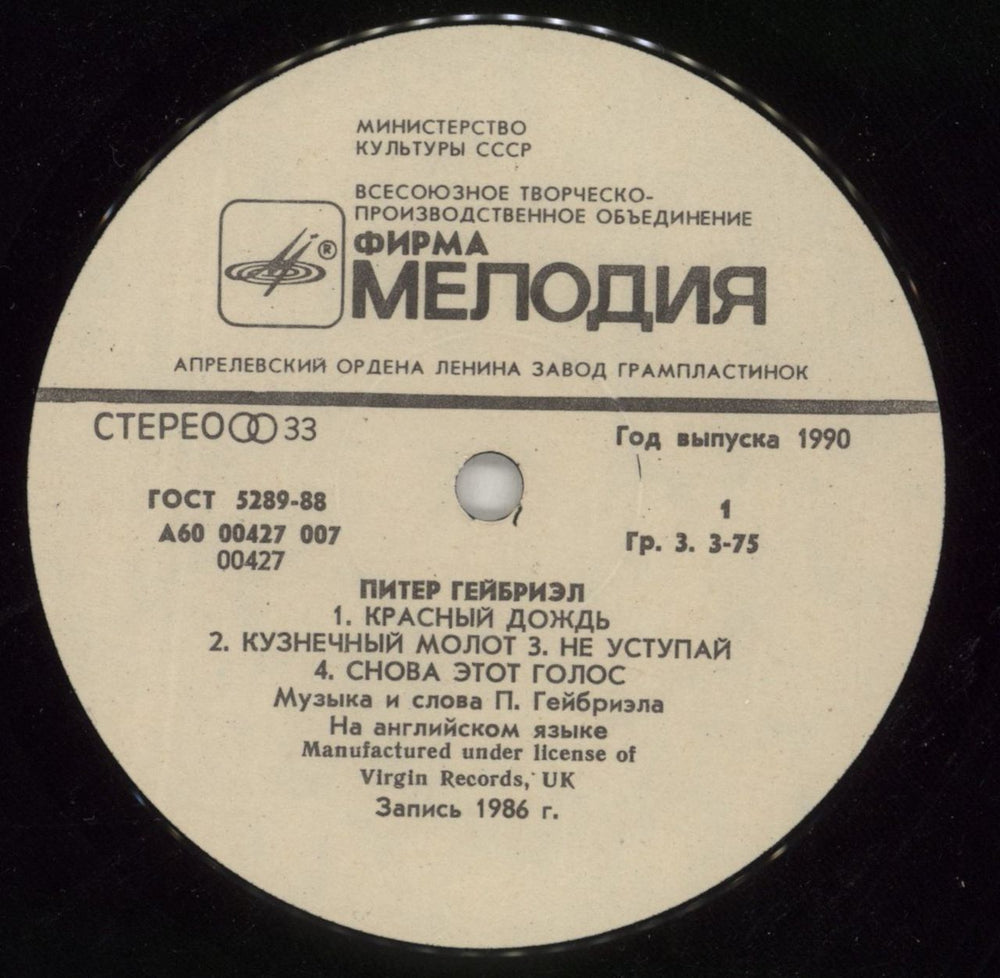 МИНИСТЕРСТВО
КУЛЬТУРЫ СССР
ВСЕСОЮЗНОЕ ТВОРЧЕСКО-
ПРОИЗВОДСТВЕННОЕ ОБЪЕДИНЕНИЕ
ФИРМА
®
МЕЛОДИЯ
АПРЕЛЕВСКИЙ ОРДЕНА ЛЕНИНА ЗАВОД ГРАМПЛАСТИНОК
СТЕРЕО 33
Год выпуска 1990
ГОСТ 5289-88
1
А60 00427 007
Гр. 3. 3-75
00427
ПИТЕР ГЕЙБРИЭЛ
1. КРАСНЫЙ ДОЖДЬ
2. КУЗНЕЧНЫЙ МОЛОТ 3. НЕ УСТУПАЙ
4. СНОВА ЭТОТ ГОЛОС
Музыка и слова П. Гейбриэла
На английском языке
Manufactured under license of
Virgin Records, UK
Запись 1986 г.